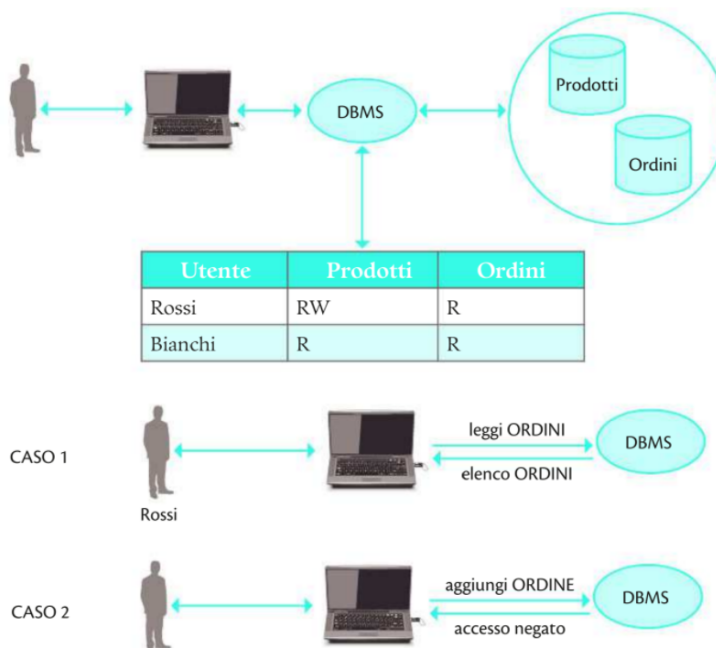 DBMS
Prodotti
Ordini
Utente Prodotti Ordini
Rossi RW R
Bianchi R R
CASO 1
Rossi
leggi ORDINI
elenco ORDINI
DBMS
CASO 2
aggiungi ORDINE
accesso negato
DBMS